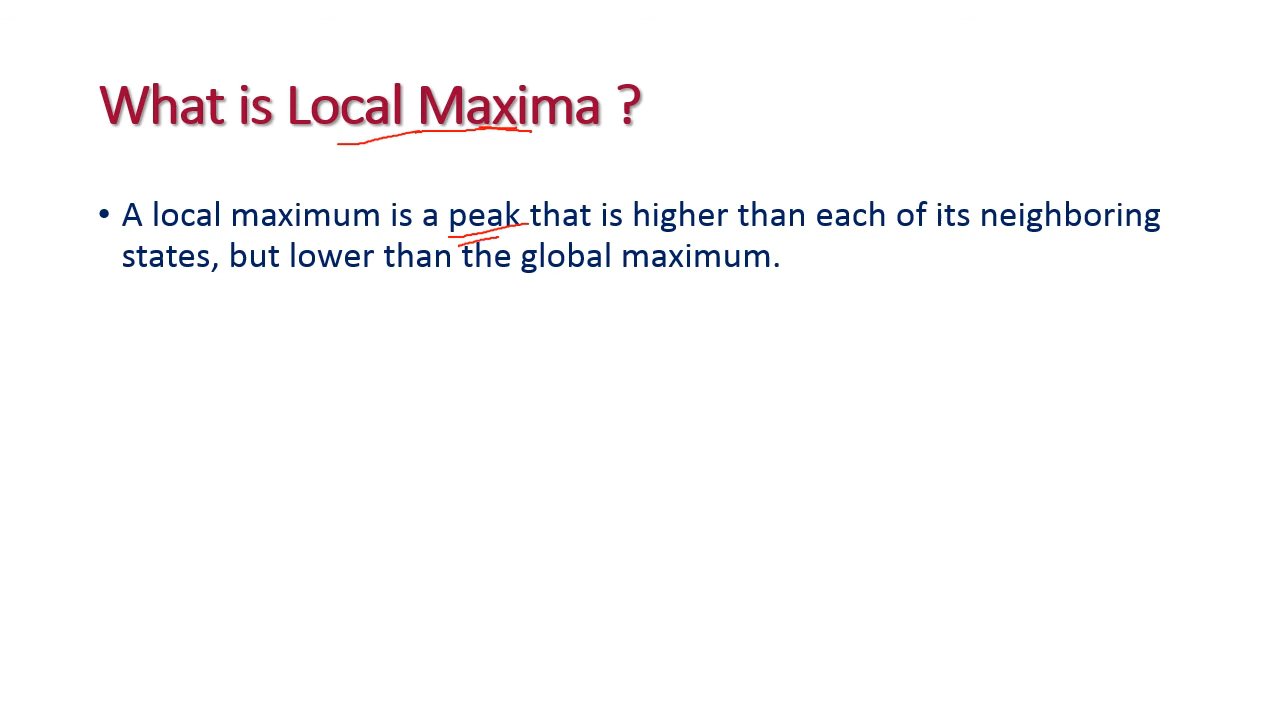 What is Local Maxima ?
• A local maximum is a peak that is higher than each of its neighboring
states, but lower than the global maximum.